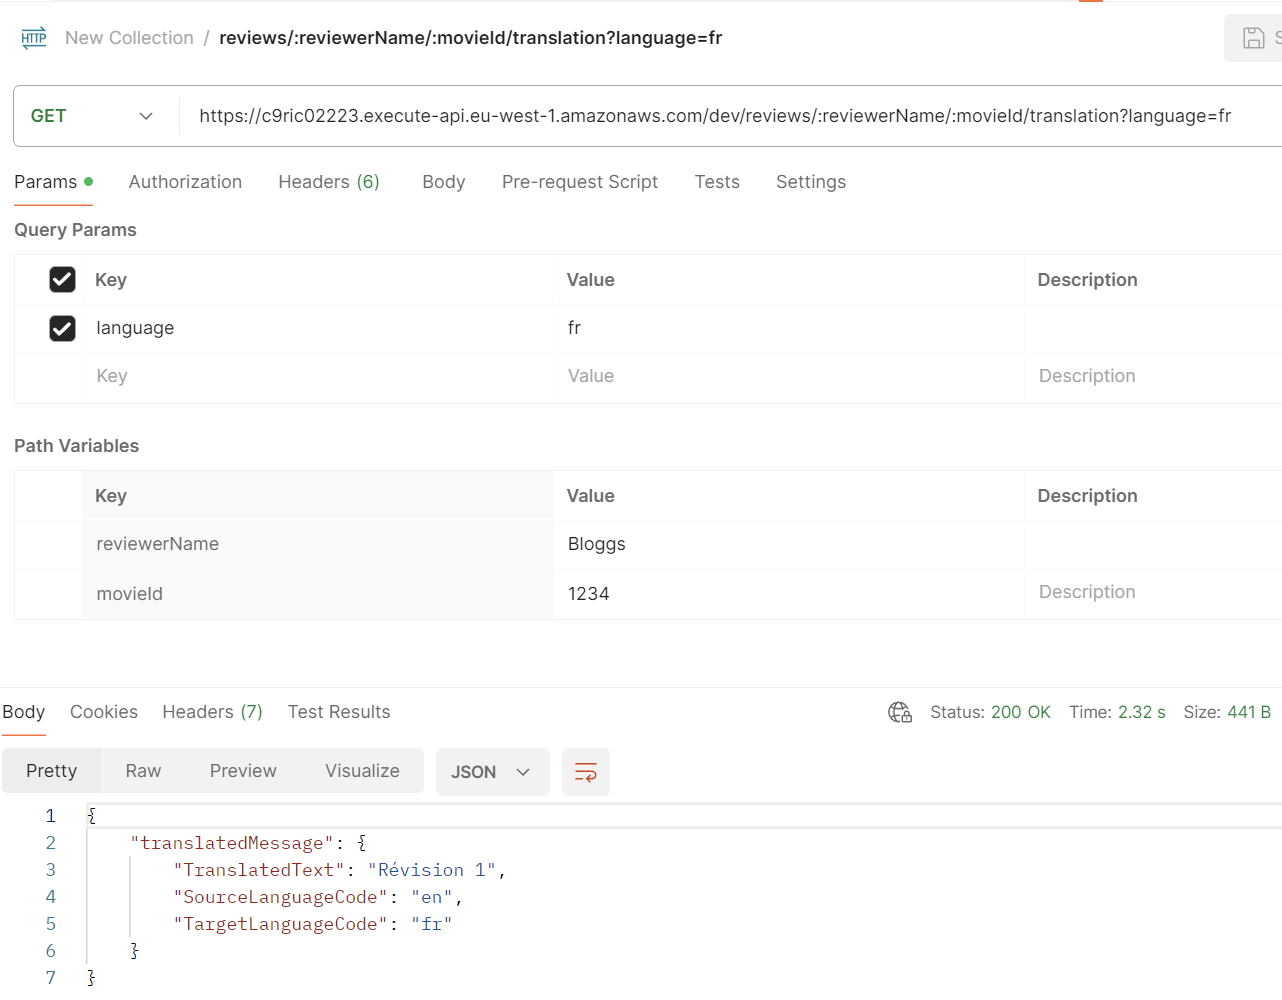 HTTP New Collection / reviews/:reviewerName/:movieId/translation?language=fr
GET https://c9ric02223.execute-api.eu-west-1.amazonaws.com/dev/reviews/:reviewerName/:movieId/translation?language=fr
Params Authorization Headers (6) Body Pre-request Script Tests Settings
Query Params
Key Value Description
language fr
Key Value Description
Path Variables
Key Value Description
reviewerName Bloggs
movieId 1234 Description
Body Cookies Headers (7) Test Results Status: 200 OK Time: 2.32 s Size: 441 B
Pretty Raw Preview Visualize JSON
1 {
2 "translatedMessage": {
3 "TranslatedText": "Révision 1",
4 "SourceLanguageCode": "en",
5 "TargetLanguageCode": "fr"
6 }
7 }